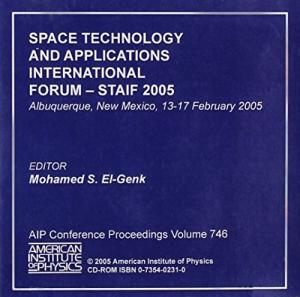 SPACE TECHNOLOGY
AND APPLICATIONS
INTERNATIONAL
FORUM – STAIF 2005
Albuquerque, New Mexico, 13-17 February 2005
EDITOR
Mohamed S. El-Genk
AIP Conference Proceedings Volume 746
AMERICAN
INSTITUTE
OF PHYSICS
© 2005 American Institute of Physics
CD-ROM ISBN 0-7354-0231-0